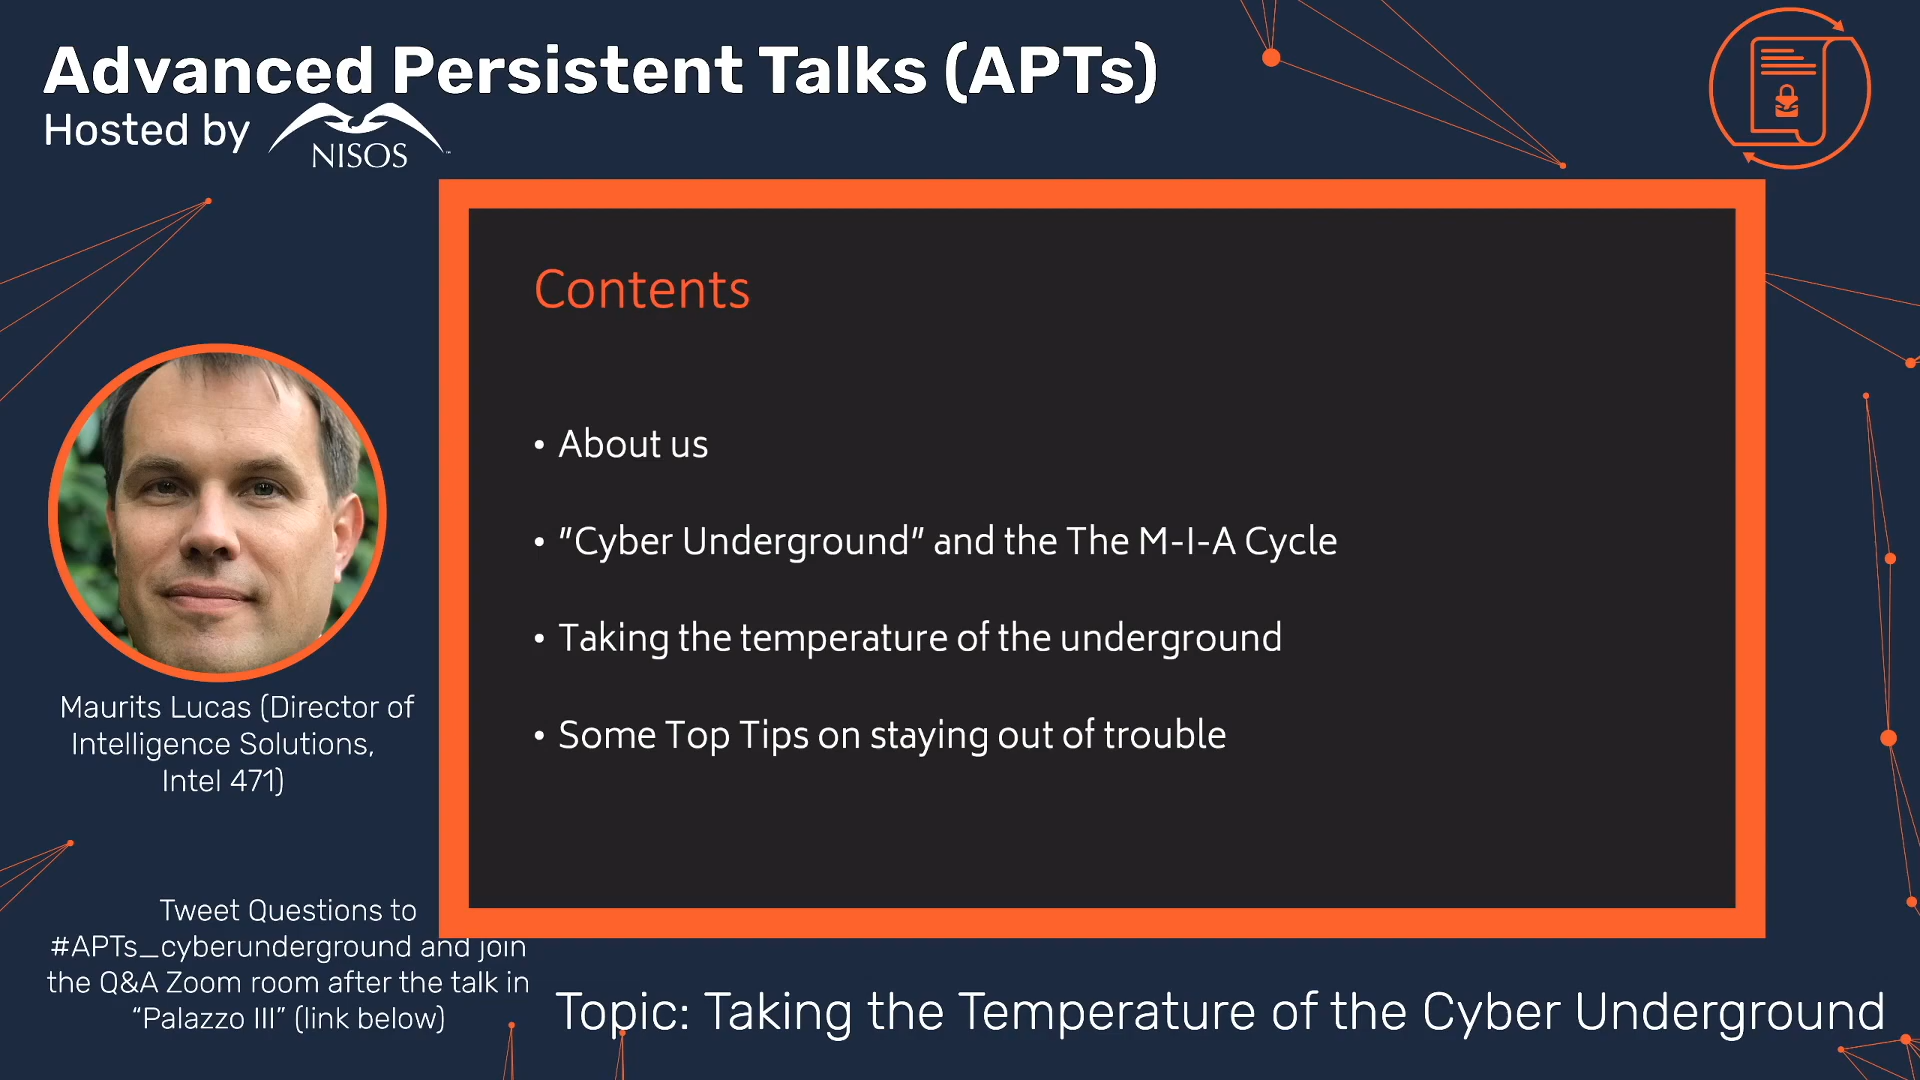 Advanced Persistent Talks (APTs)
Hosted by NISOS™
Contents
• About us
• ”Cyber Underground” and the The M-I-A Cycle
• Taking the temperature of the underground
• Some Top Tips on staying out of trouble
Maurits Lucas (Director of
Intelligence Solutions,
Intel 471)
Tweet Questions to
#APTs_cyberunderground and join
the Q&A Zoom room after the talk in
“Palazzo III” (link below)
Topic: Taking the Temperature of the Cyber Underground